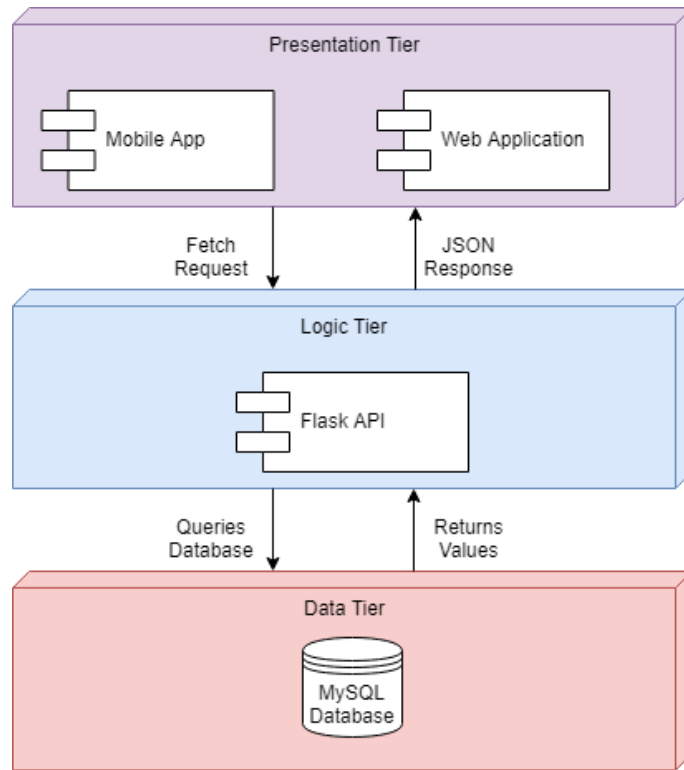 Presentation Tier
Mobile App
Web Application
Fetch
Request
JSON
Response
Logic Tier
Flask API
Queries
Database
Returns
Values
Data Tier
MySQL
Database